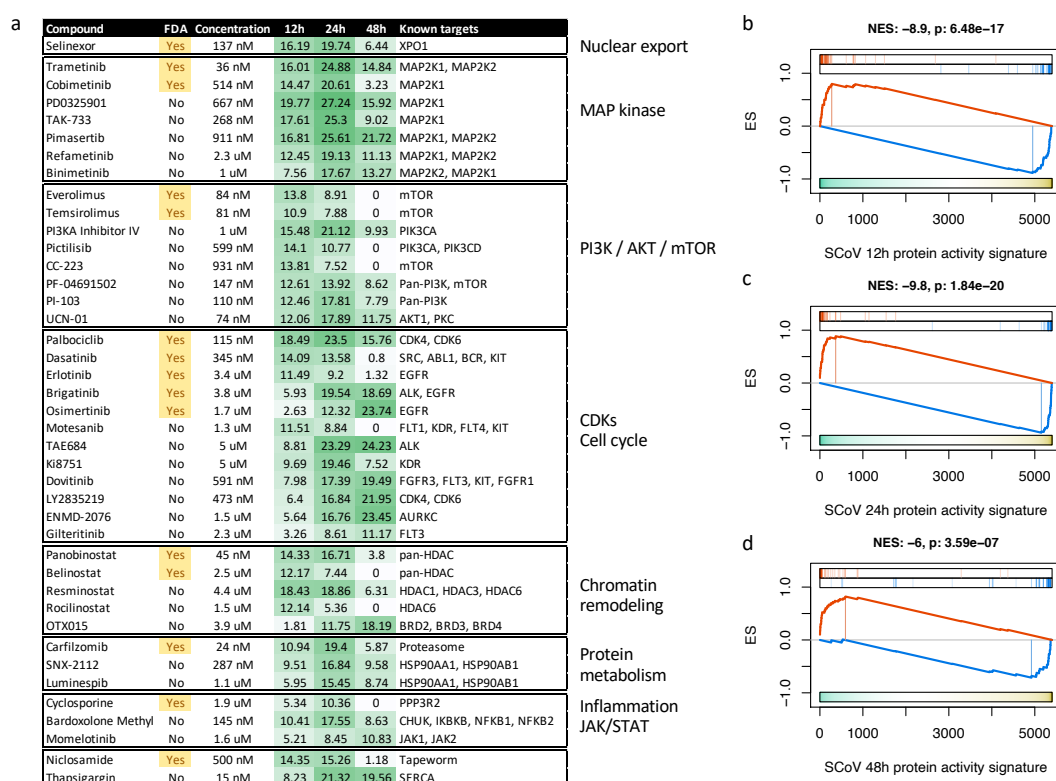 a
Compound FDA Concentration 12h 24h 48h Known targets
Selinexor Yes 137 nM 16.19 19.74 6.44 XPO1
Nuclear export
Trametinib Yes 36 nM 16.01 24.88 14.84 MAP2K1, MAP2K2
Cobimetinib Yes 514 nM 14.47 20.61 3.23 MAP2K1
PD0325901 No 667 nM 19.77 27.24 15.92 MAP2K1
TAK-733 No 268 nM 17.61 25.3 9.02 MAP2K1
Pimasertib No 911 nM 16.81 25.61 21.72 MAP2K1, MAP2K2
Refametinib No 2.3 uM 12.45 19.13 11.13 MAP2K1, MAP2K2
Binimetinib No 1 uM 7.56 17.67 13.27 MAP2K2, MAP2K1
MAP kinase
Everolimus Yes 84 nM 13.8 8.91 0 mTOR
Temsirolimus Yes 81 nM 10.9 7.88 0 mTOR
PI3KA Inhibitor IV No 1 uM 15.48 21.12 9.93 PIK3CA
Pictilisib No 599 nM 14.1 10.77 0 PIK3CA, PIK3CD
CC-223 No 931 nM 13.81 7.52 0 mTOR
PF-04691502 No 147 nM 12.61 13.92 8.62 Pan-PI3K, mTOR
PI-103 No 110 nM 12.46 17.81 7.79 Pan-PI3K
UCN-01 No 74 nM 12.06 17.89 11.75 AKT1, PKC
PI3K / AKT / mTOR
Palbociclib Yes 115 nM 18.49 23.5 15.76 CDK4, CDK6
Dasatinib Yes 345 nM 14.09 13.58 0.8 SRC, ABL1, BCR, KIT
Erlotinib Yes 3.4 uM 11.49 9.2 1.32 EGFR
Brigatinib Yes 3.8 uM 5.93 19.54 18.69 ALK, EGFR
Osimertinib Yes 1.7 uM 2.63 12.32 23.74 EGFR
Motesanib No 1.3 uM 11.51 8.84 0 FLT1, KDR, FLT4, KIT
TAE684 No 5 uM 8.81 23.29 24.23 ALK
Ki8751 No 5 uM 9.69 19.46 7.52 KDR
Dovitinib No 591 nM 7.98 17.39 19.49 FGFR3, FLT3, KIT, FGFR1
LY2835219 No 473 nM 6.4 16.84 21.95 CDK4, CDK6
ENMD-2076 No 1.5 uM 5.64 16.76 23.45 AURKC
Gilteritinib No 2.3 uM 3.26 8.61 11.17 FLT3
CDKs
Cell cycle
Panobinostat Yes 45 nM 14.33 16.71 3.8 pan-HDAC
Belinostat Yes 2.5 uM 12.17 7.44 0 pan-HDAC
Resminostat No 4.4 uM 18.43 18.86 6.31 HDAC1, HDAC3, HDAC6
Rocilinostat No 1.5 uM 12.14 5.36 0 HDAC6
OTX015 No 3.9 uM 1.81 11.75 18.19 BRD2, BRD3, BRD4
Chromatin
remodeling
Carfilzomib Yes 24 nM 10.94 19.4 5.87 Proteasome
SNX-2112 No 287 nM 9.51 16.84 9.58 HSP90AA1, HSP90AB1
Luminespib No 1.1 uM 5.95 15.45 8.74 HSP90AA1, HSP90AB1
Protein
metabolism
Cyclosporine Yes 1.9 uM 5.34 10.36 0 PPP3R2
Bardoxolone Methyl No 145 nM 10.41 17.55 8.63 CHUK, IKBKB, NFKB1, NFKB2
Momelotinib No 1.6 uM 5.21 8.45 10.83 JAK1, JAK2
Inflammation
JAK/STAT
Niclosamide Yes 500 nM 14.35 15.26 1.18 Tapeworm
Thapsigargin No 15 nM 8.23 21.32 19.56 SERCA
b
NES: −8.9, p: 6.48e−17
1.0
0.0
−1.0
ES
0 1000 3000 5000
SCoV 12h protein activity signature
c
NES: −9.8, p: 1.84e−20
1.0
0.0
−1.0
ES
0 1000 3000 5000
SCoV 24h protein activity signature
d
NES: −6, p: 3.59e−07
1.0
0.0
−1.0
ES
0 1000 3000 5000
SCoV 48h protein activity signature